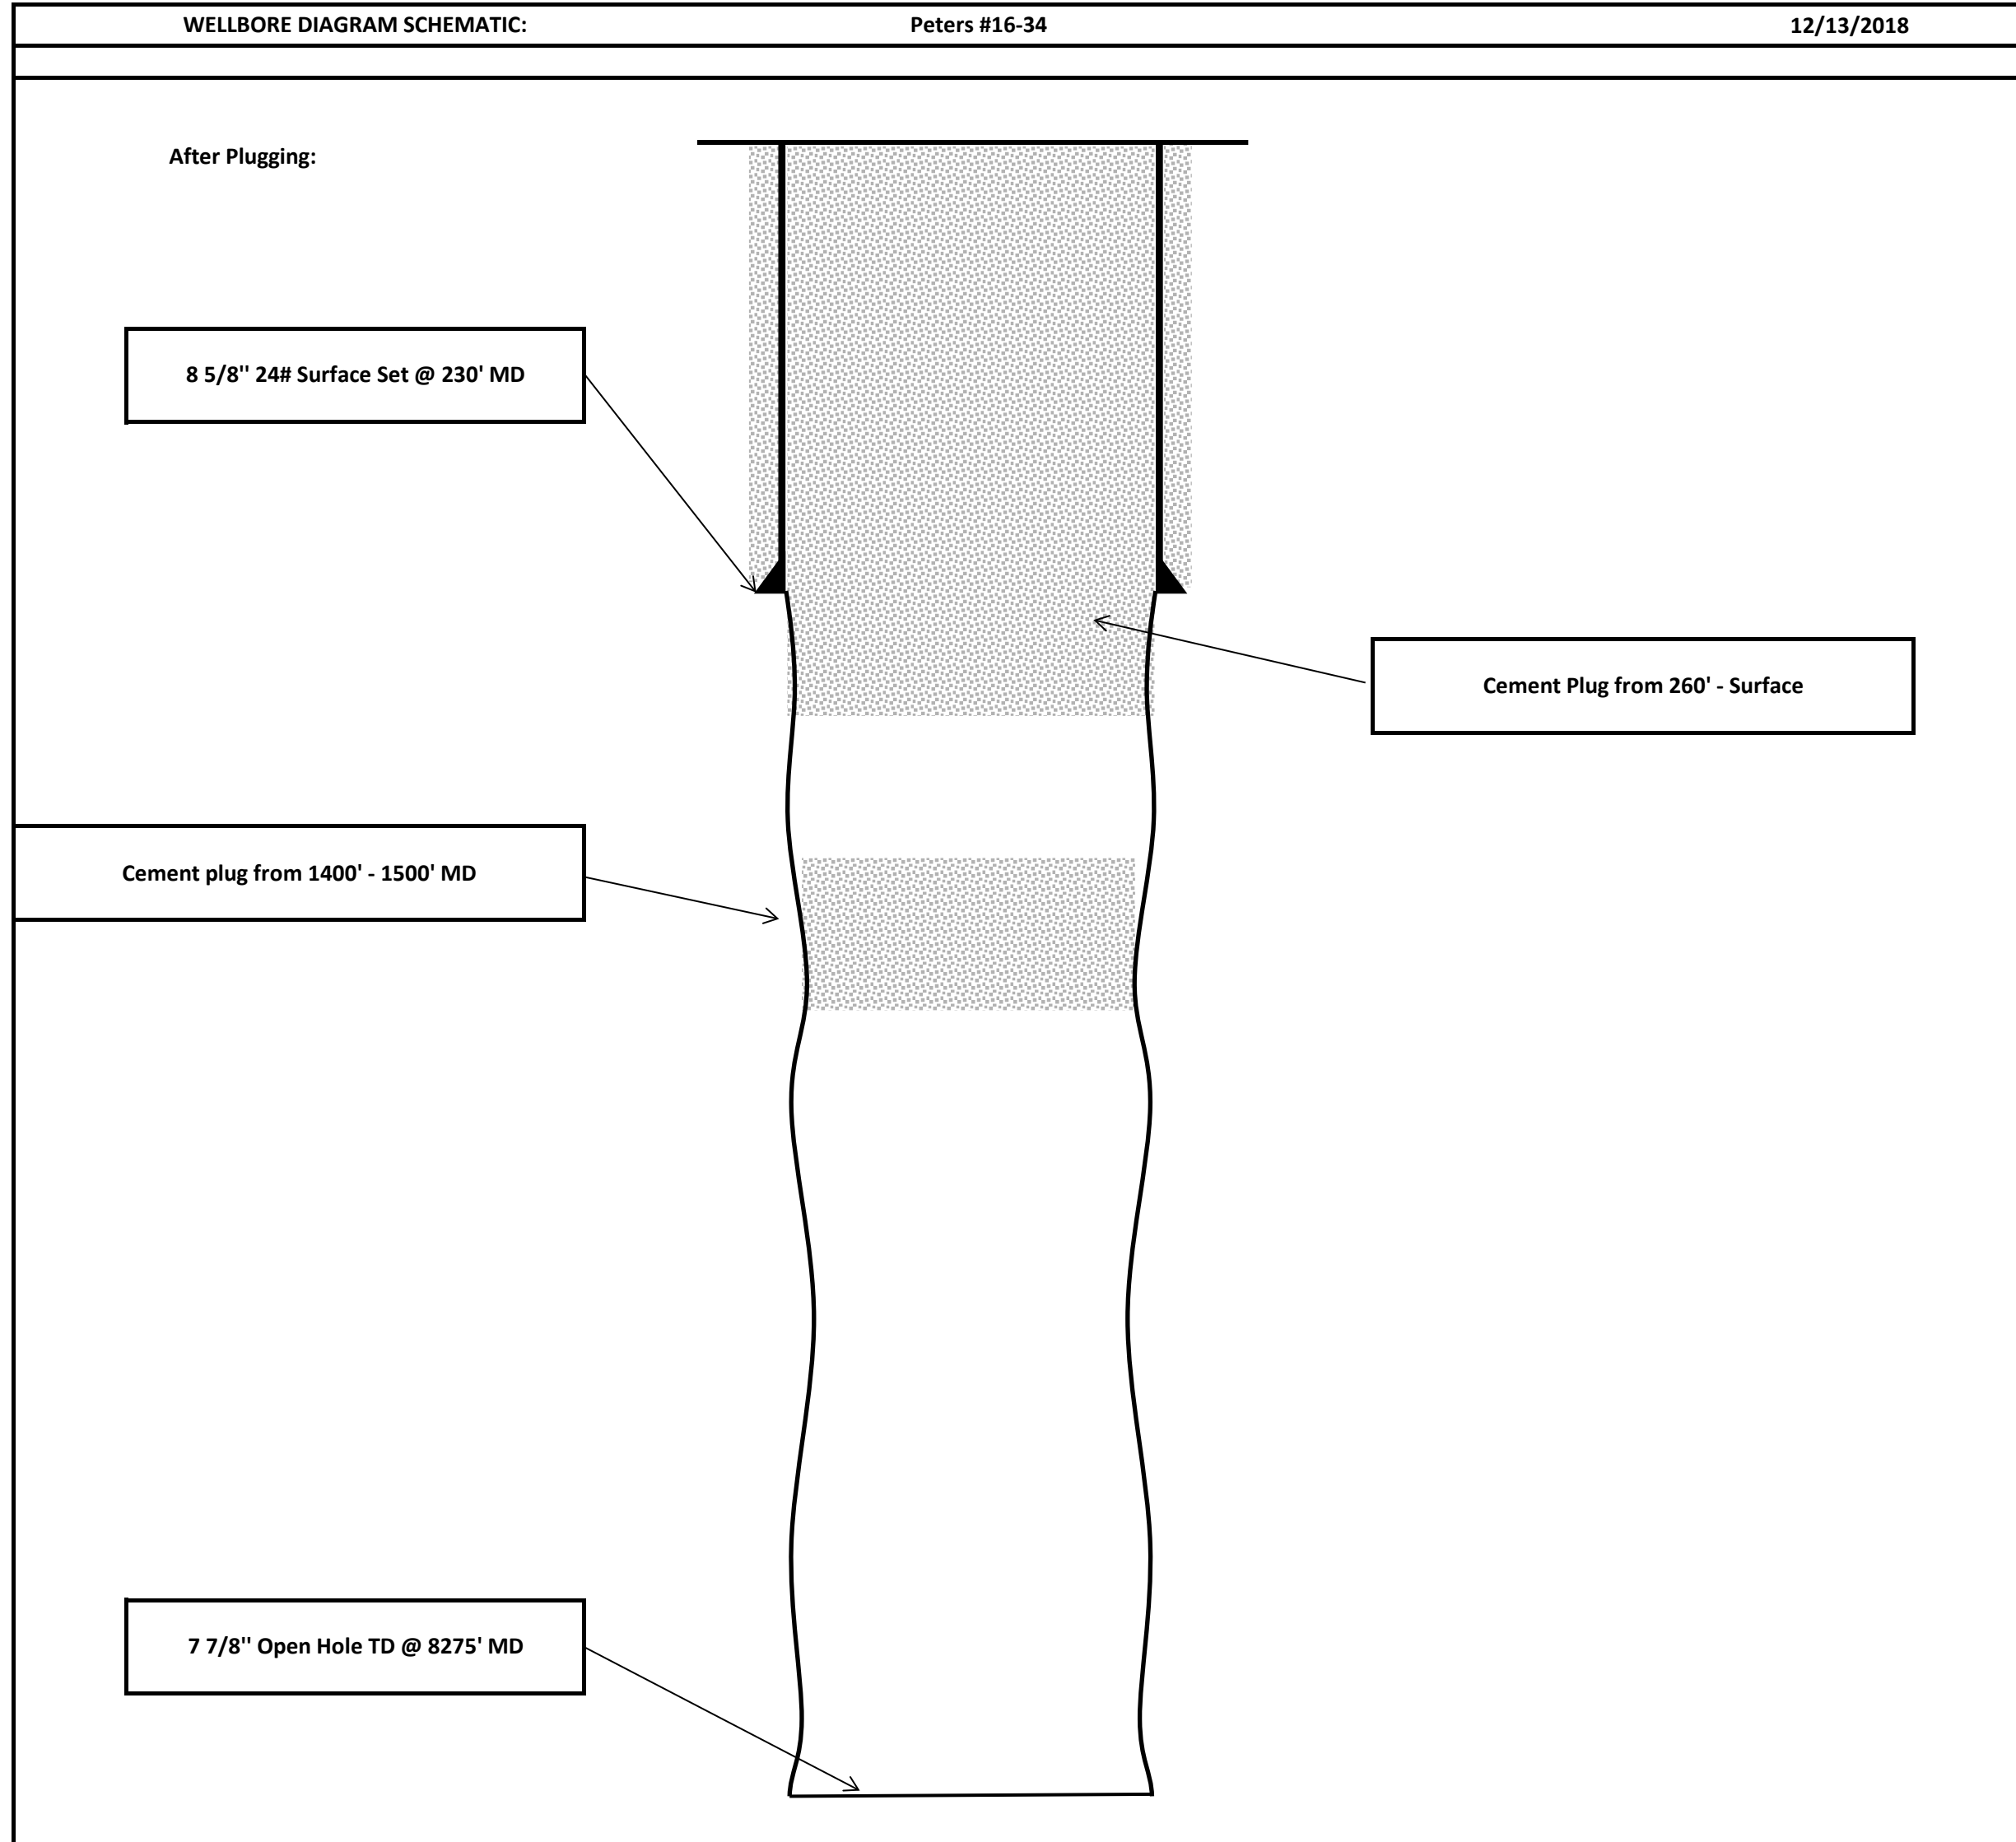 WELLBORE DIAGRAM SCHEMATIC: Peters #16-34 12/13/2018
After Plugging:
8 5/8'' 24# Surface Set @ 230' MD
Cement Plug from 260' - Surface
Cement plug from 1400' - 1500' MD
7 7/8'' Open Hole TD @ 8275' MD